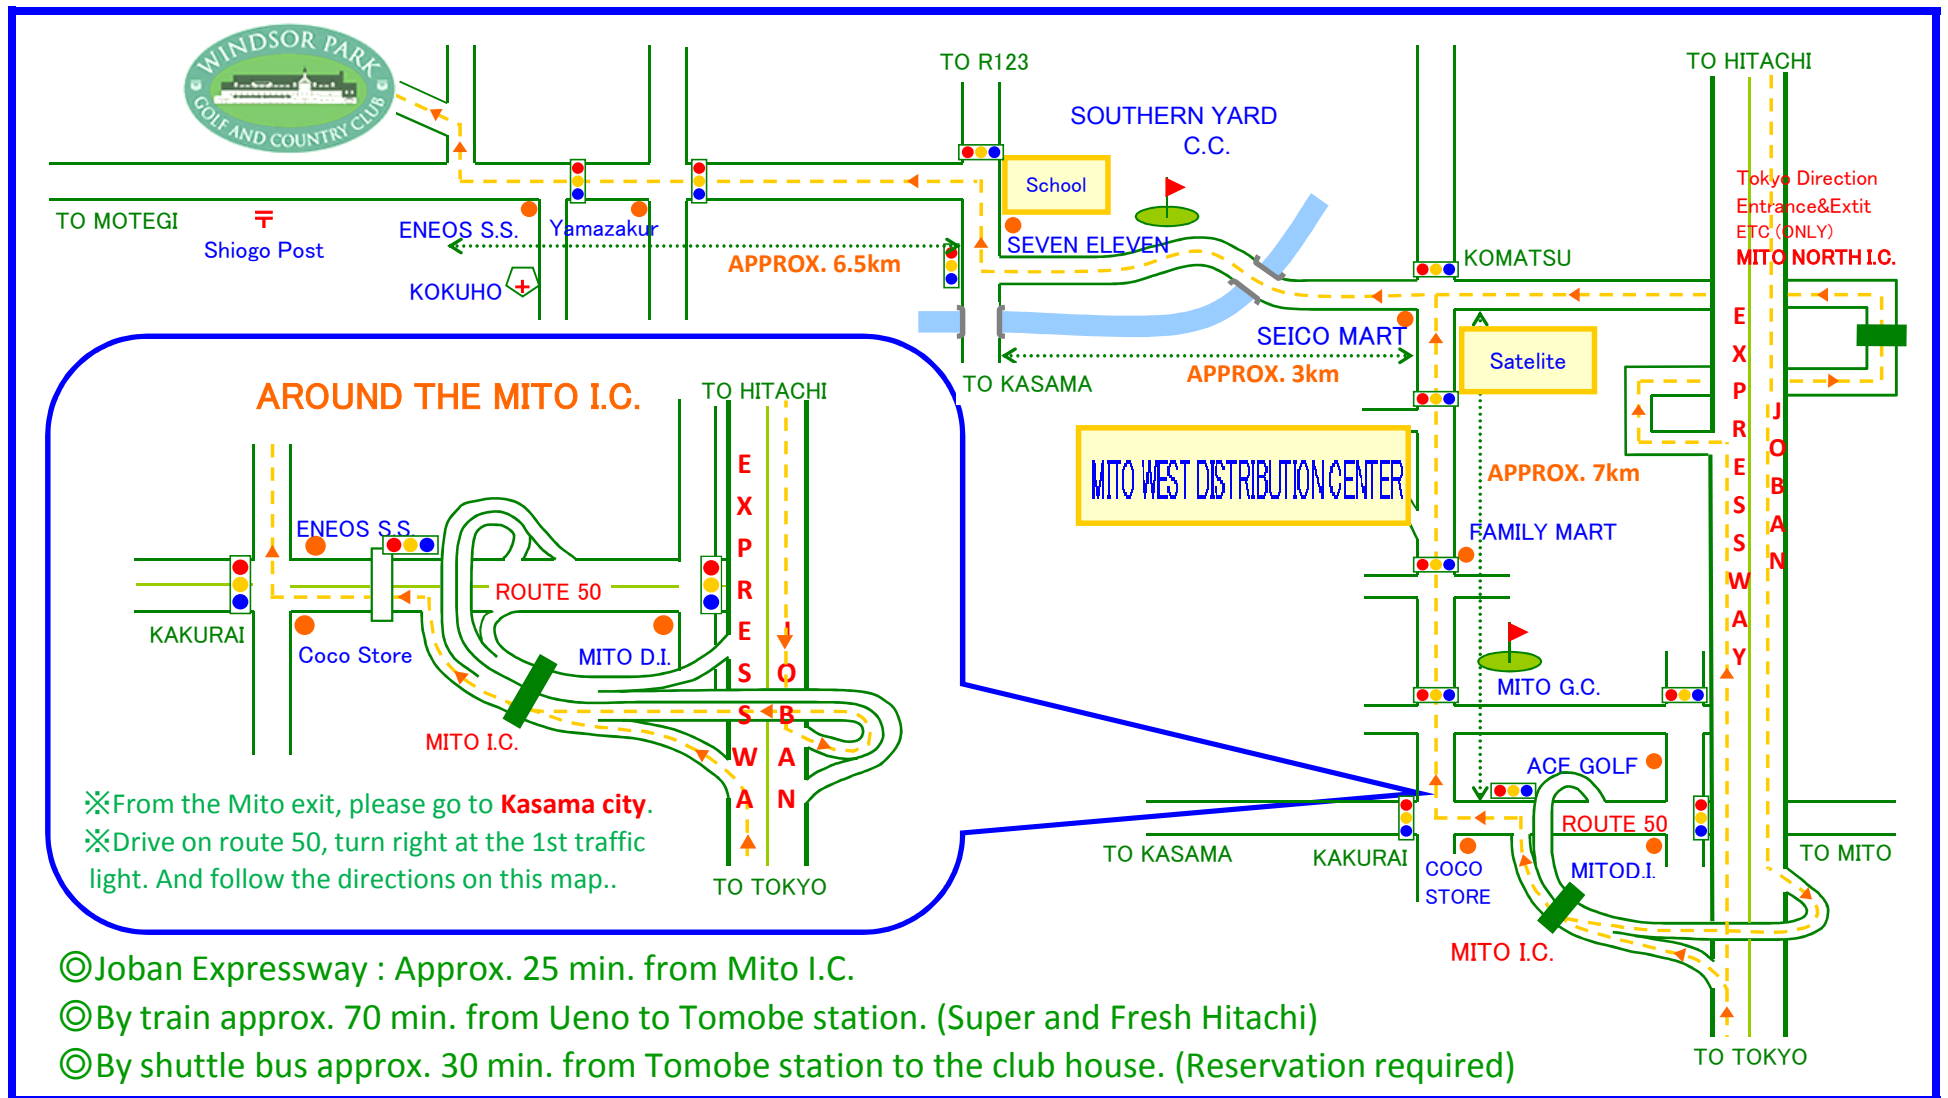 WINDSOR PARK
GOLF AND COUNTRY CLUB
TO R123
TO HITACHI
SOUTHERN YARD
C.C.
School
Tokyo Direction
Entrance&Extit
ETC (ONLY)
MITO NORTH I.C.
TO MOTEGI
〒
Shiogo Post
ENEOS S.S.
Yamazakur
SEVEN ELEVEN
APPROX. 6.5km
KOKUHO
KOMATSU
SEICO MART
Satelite
TO KASAMA
APPROX. 3km
EXPRESSWAY
JOBAN
MITO WEST DISTRIBUTION CENTER
APPROX. 7km
FAMILY MART
MITO G.C.
ACE GOLF
ROUTE 50
TO KASAMA
KAKURAI
COCO
STORE
MITOD.I.
TO MITO
MITO I.C.
TO TOKYO
AROUND THE MITO I.C.
TO HITACHI
ENEOS S.S.
ROUTE 50
KAKURAI
Coco Store
MITO D.I.
MITO I.C.
EXPRESSWA
JOBAN
※From the Mito exit, please go to Kasama city.
※Drive on route 50, turn right at the 1st traffic
light. And follow the directions on this map..
TO TOKYO
◎Joban Expressway : Approx. 25 min. from Mito I.C.
◎By train approx. 70 min. from Ueno to Tomobe station. (Super and Fresh Hitachi)
◎By shuttle bus approx. 30 min. from Tomobe station to the club house. (Reservation required)